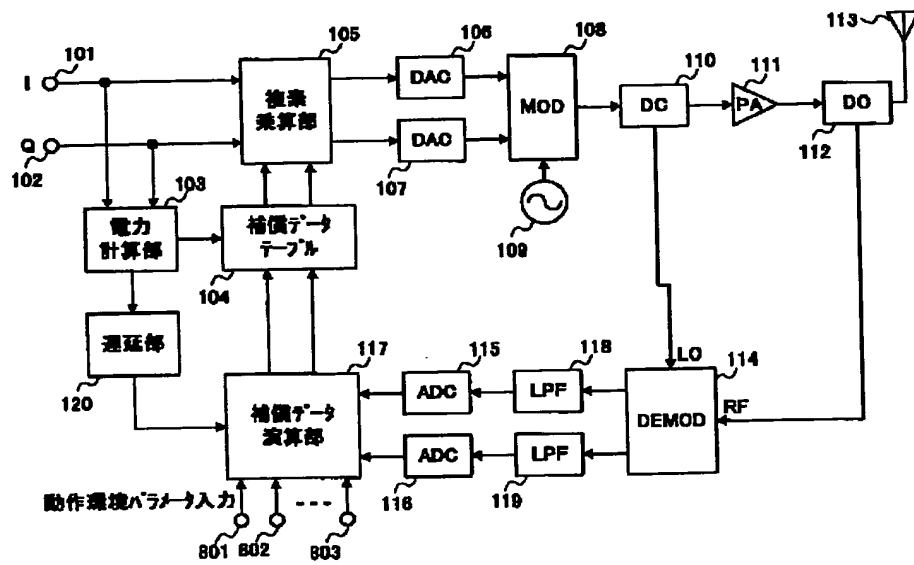 113
105
106
108
I
101
複素
乗算部
DAC
MOD
110
DC
111
PA
DC
112
Q
102
DAC
107
103
電力
計算部
補償データ
テーブル
104
109
遅延部
120
117
補償データ
演算部
115
ADC
118
LPF
LO
114
DEMOD
RF
ADC
116
LPF
119
動作環境パラメータ入力
801
802
803